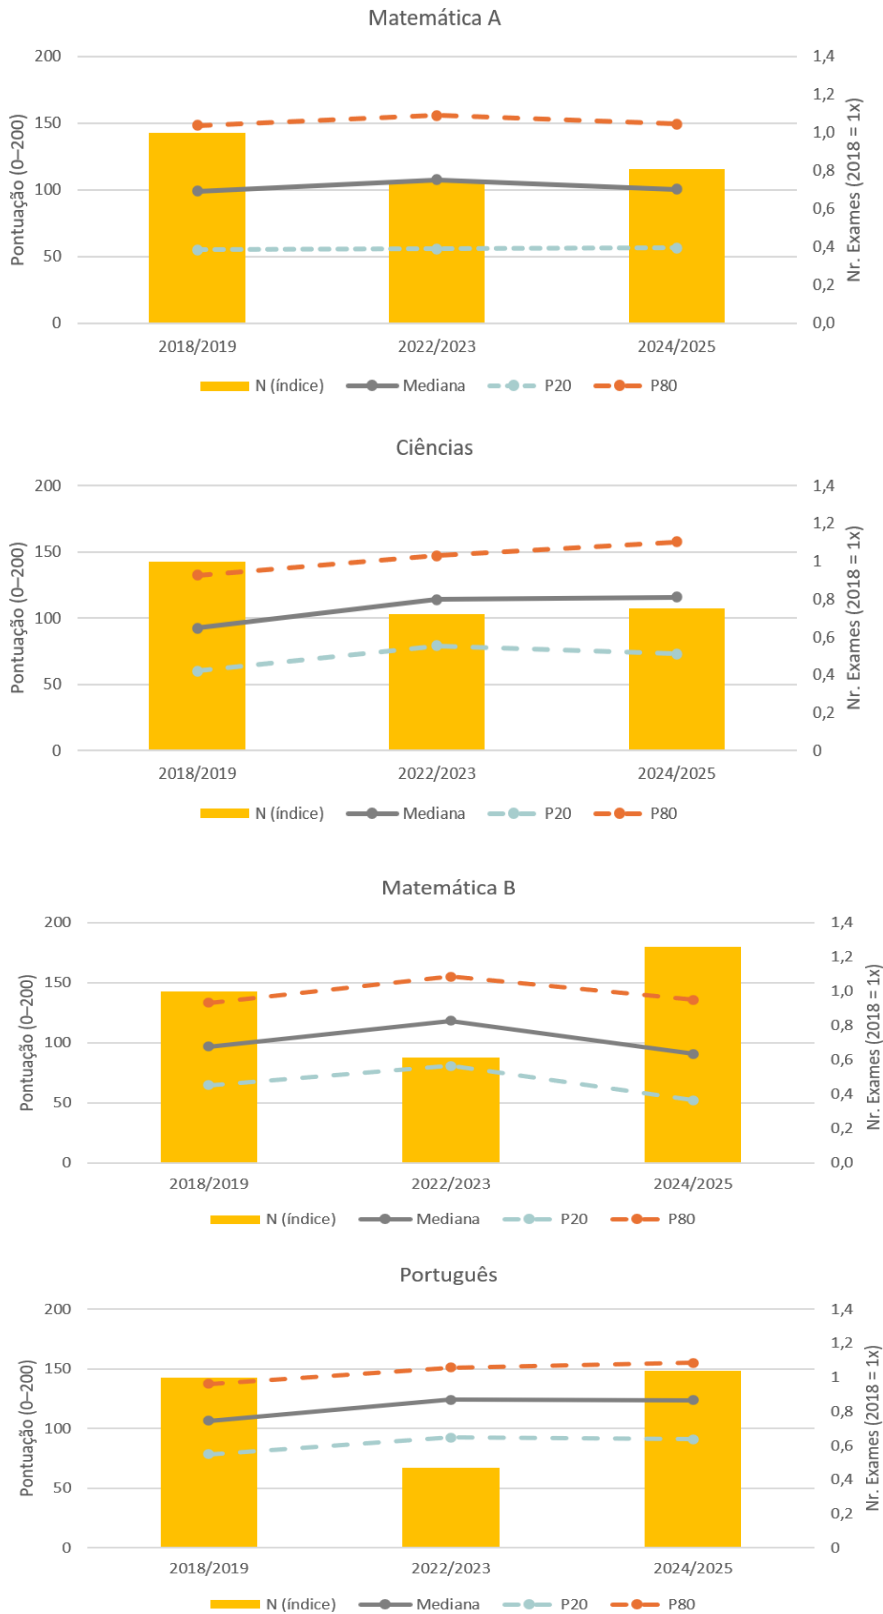 Matemática A
Pontuação (0–200)
200
150
100
50
0
1,4
1,2
1,0
0,8
0,6
0,4
0,2
0,0
Nr. Exames (2018 = 1x)
2018/2019 2022/2023 2024/2025
N (índice) Mediana P20 P80
Ciências
Pontuação (0–200)
200
150
100
50
0
1,4
1,2
1
0,8
0,6
0,4
0,2
0
Nr. Exames (2018 = 1x)
2018/2019 2022/2023 2024/2025
N (índice) Mediana P20 P80
Matemática B
Pontuação (0–200)
200
150
100
50
0
1,4
1,2
1,0
0,8
0,6
0,4
0,2
0,0
Nr. Exames (2018 = 1x)
2018/2019 2022/2023 2024/2025
N (índice) Mediana P20 P80
Português
Pontuação (0–200)
200
150
100
50
0
1,4
1,2
1
0,8
0,6
0,4
0,2
0
Nr. Exames (2018 = 1x)
2018/2019 2022/2023 2024/2025
N (índice) Mediana P20 P80